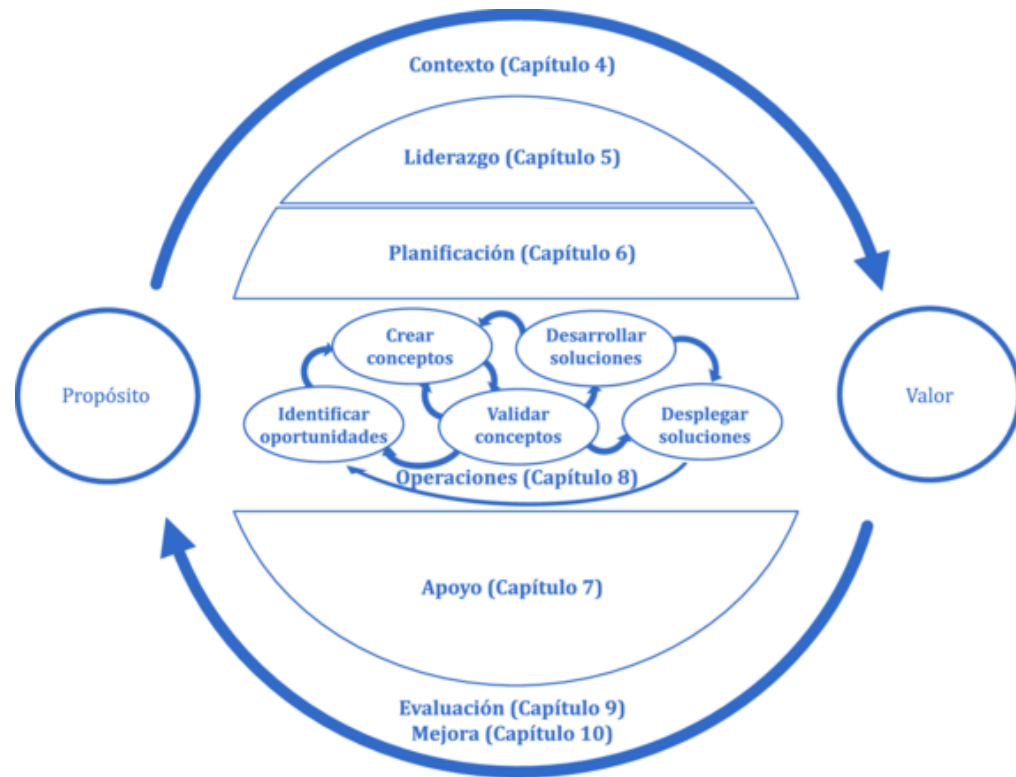 Contexto (Capítulo 4)
Liderazgo (Capítulo 5)
Planificación (Capítulo 6)
Propósito
Crear
conceptos
Desarrollar
soluciones
Identificar
oportunidades
Validar
conceptos
Desplegar
soluciones
Operaciones (Capítulo 8)
Valor
Apoyo (Capítulo 7)
Evaluación (Capítulo 9)
Mejora (Capítulo 10)